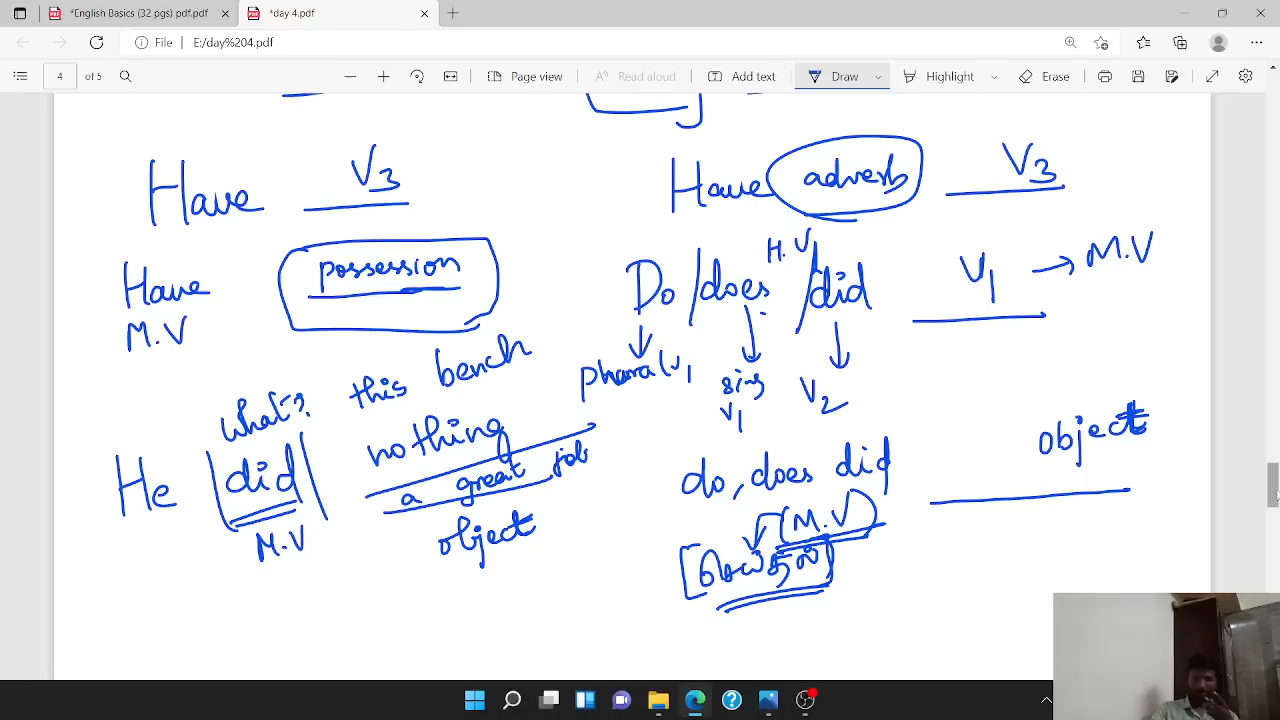 *English Basics (32 pgs) pdf.pdf
*day 4.pdf
File E:/day%204.pdf
4 of 5 Page view Read aloud Add text Draw Highlight Erase
Have V3 Have adverb V3
Have possession Do/does H.V/did V1 → M.V
M.V
plural V1 sing V1 V2
What? this bench
He did nothing do, does did object
a great job
M.V object (M.V)